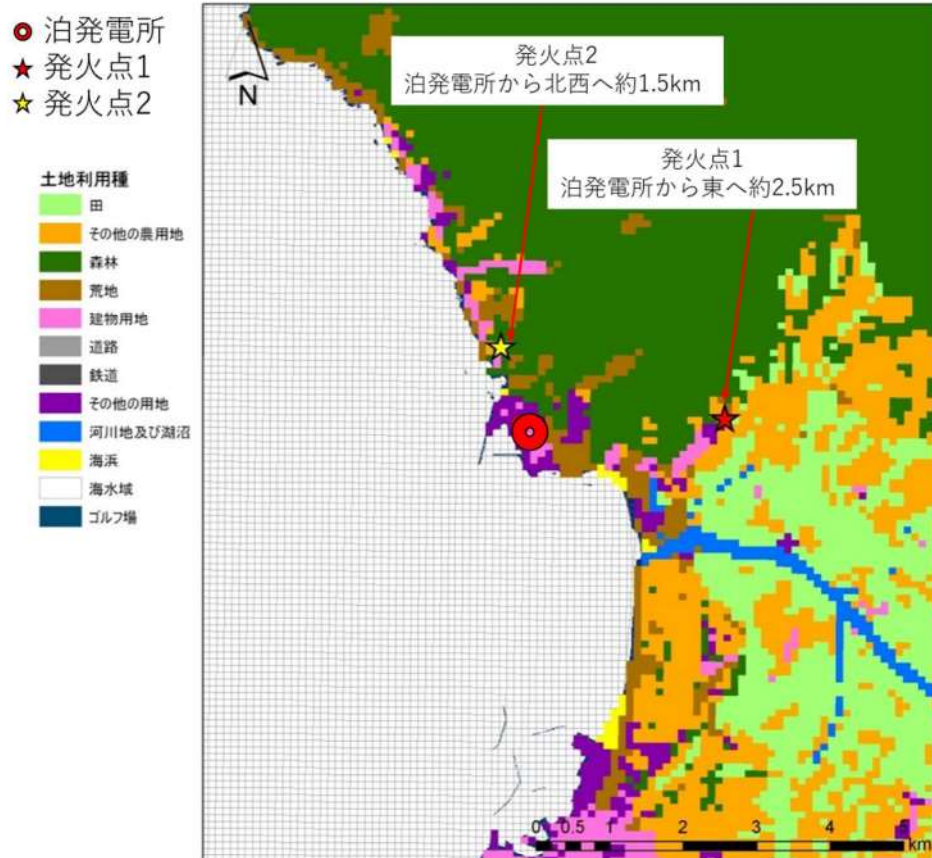 泊発電所
発火点1
発火点2
N
土地利用種
田
その他の農用地
森林
荒地
建物用地
道路
鉄道
その他の用地
河川地及び湖沼
海浜
海水域
ゴルフ場
発火点2
泊発電所から北西へ約1.5km
発火点1
泊発電所から東へ約2.5km
0 0.5 1 2 3 4 5
km